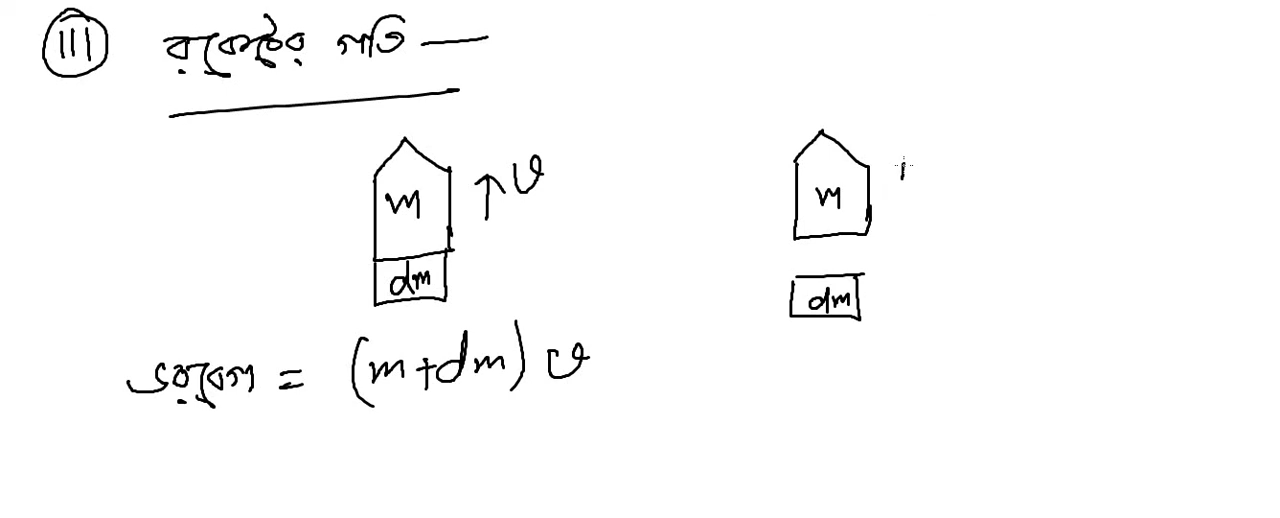 III রকেটের গতি —
m ↑ v
dm
m
dm
ভরবেগ = (m+dm) v